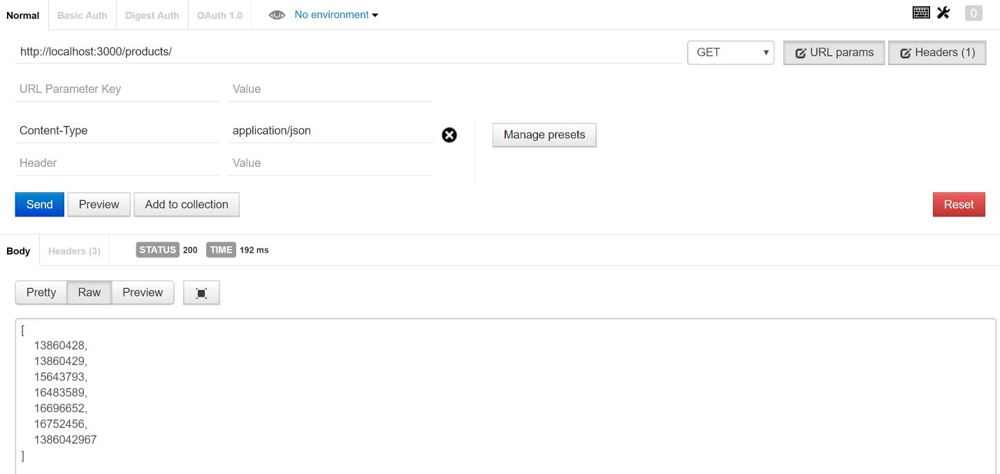 Normal Basic Auth Digest Auth OAuth 1.0 No environment 0
http://localhost:3000/products/ GET URL params Headers (1)
URL Parameter Key Value
Content-Type application/json Manage presets
Header Value
Send Preview Add to collection Reset
Body Headers (3) STATUS 200 TIME 192 ms
Pretty Raw Preview
[
13860428,
13860429,
15643793,
16483589,
16696652,
16752456,
1386042967
]